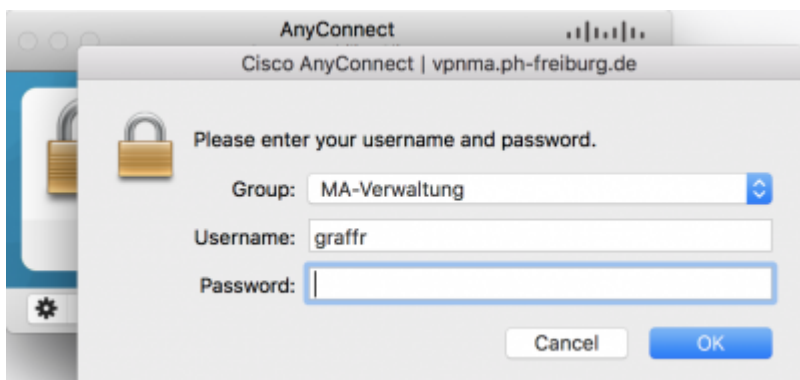 AnyConnect
Cisco AnyConnect | vpnma.ph-freiburg.de
Please enter your username and password.
Group: MA-Verwaltung
Username: graffr
Password:
Cancel OK